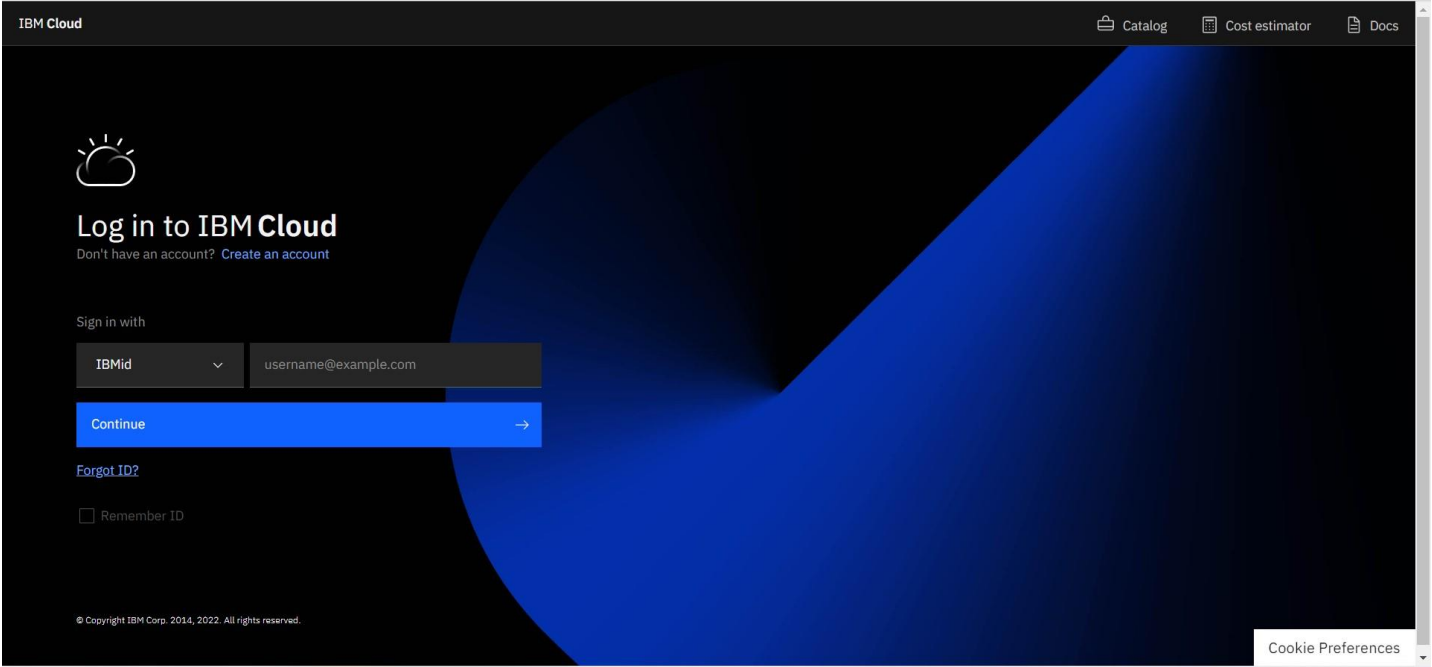 IBM Cloud
Catalog
Cost estimator
Docs
Log in to IBM Cloud
Don't have an account? Create an account
Sign in with
IBMid
username@example.com
Continue
Forgot ID?
Remember ID
© Copyright IBM Corp. 2014, 2022. All rights reserved.
Cookie Preferences